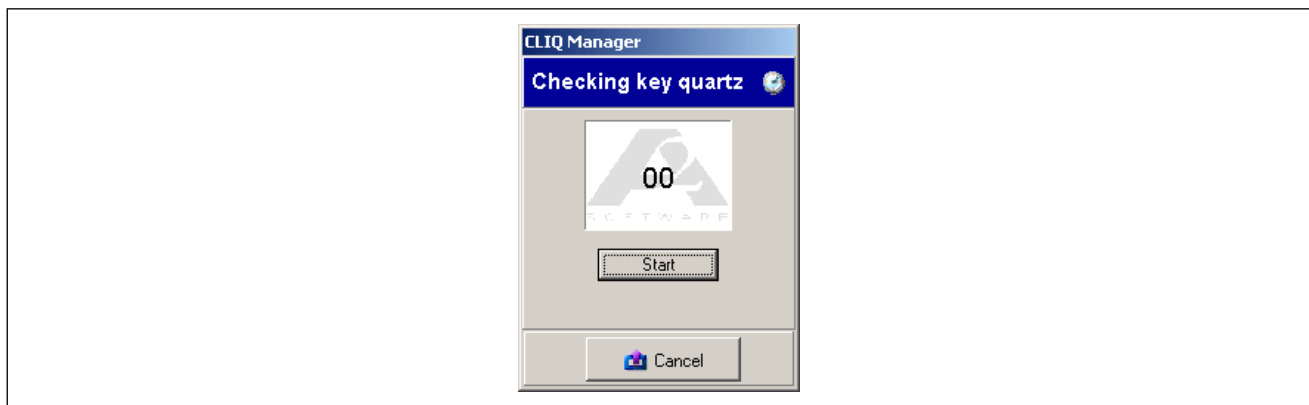 CLIQ Manager
Checking key quartz
00
SOFTWARE
Start
Cancel